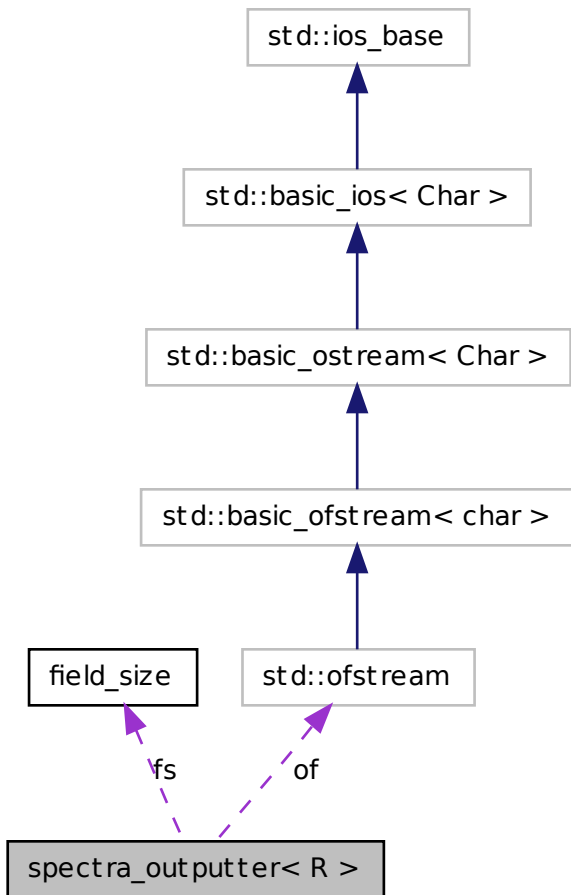 std::ios_base
std::basic_ios< Char >
std::basic_ostream< Char >
std::basic_ofstream< char >
field_size
std::ofstream
fs
of
spectra_outputter< R >